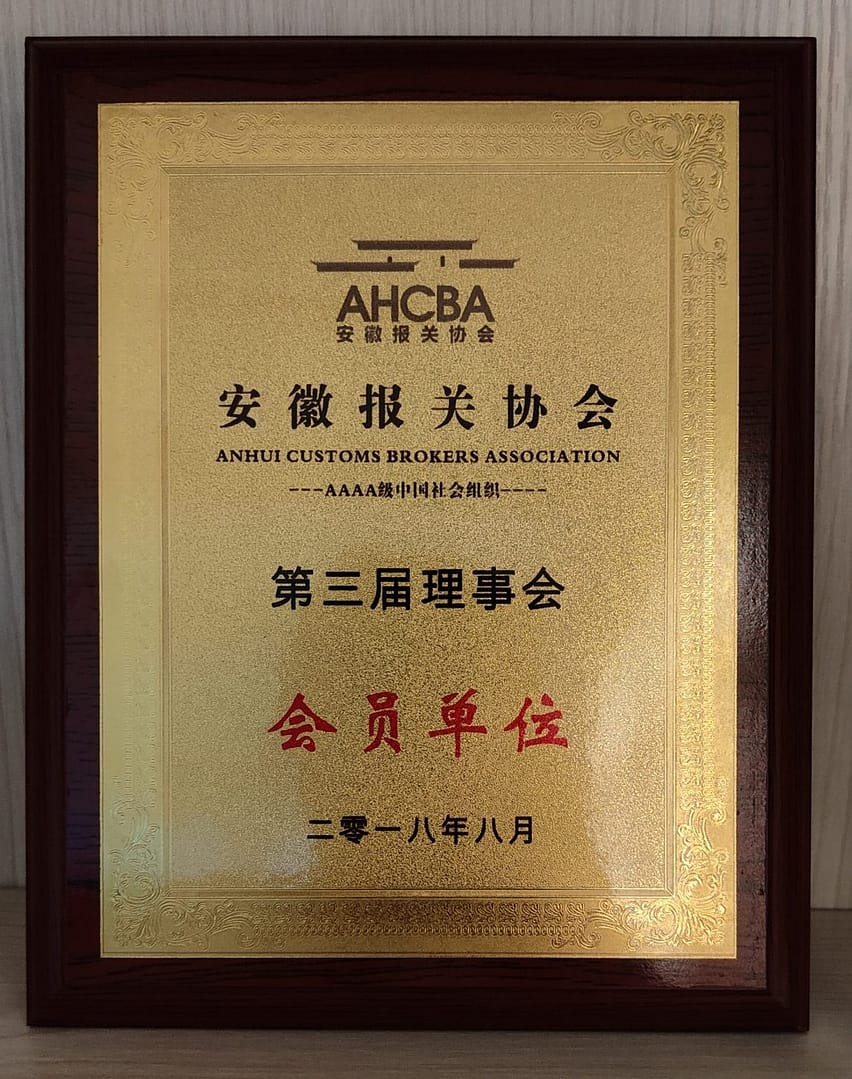 AHCBA
安徽报关协会
安徽报关协会
ANHUI CUSTOMS BROKERS ASSOCIATION
---AAAA级中国社会组织----
第三届理事会
会员单位
二零一八年八月